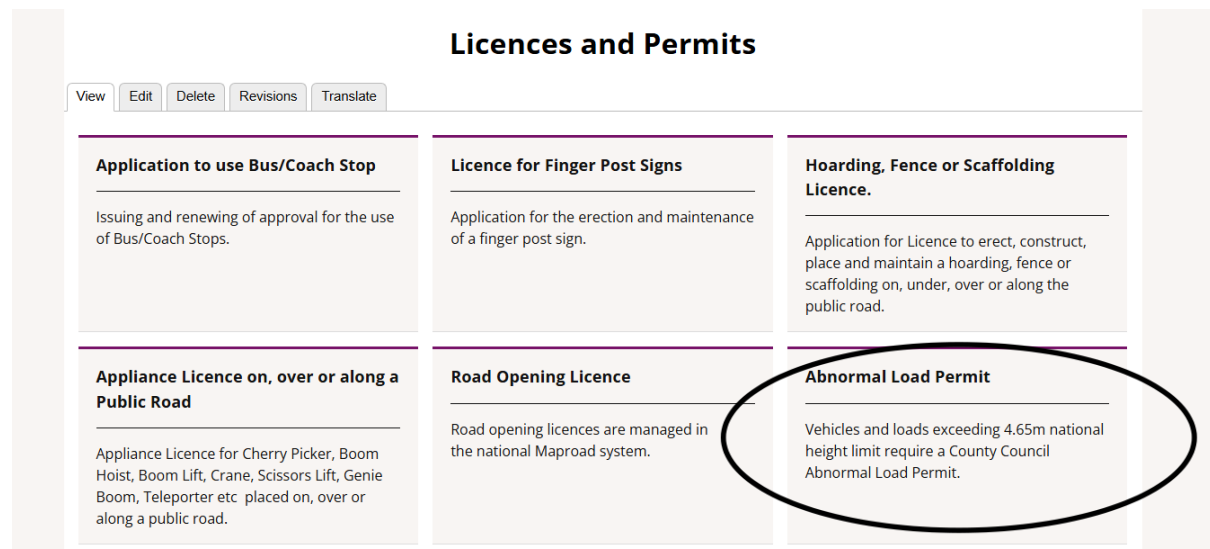 Licences and Permits
View Edit Delete Revisions Translate
Application to use Bus/Coach Stop
Issuing and renewing of approval for the use
of Bus/Coach Stops.
Licence for Finger Post Signs
Application for the erection and maintenance
of a finger post sign.
Hoarding, Fence or Scaffolding
Licence.
Application for Licence to erect, construct,
place and maintain a hoarding, fence or
scaffolding on, under, over or along the
public road.
Appliance Licence on, over or along a
Public Road
Appliance Licence for Cherry Picker, Boom
Hoist, Boom Lift, Crane, Scissors Lift, Genie
Boom, Teleporter etc  placed on, over or
along a public road.
Road Opening Licence
Road opening licences are managed in
the national Maproad system.
Abnormal Load Permit
Vehicles and loads exceeding 4.65m national
height limit require a County Council
Abnormal Load Permit.